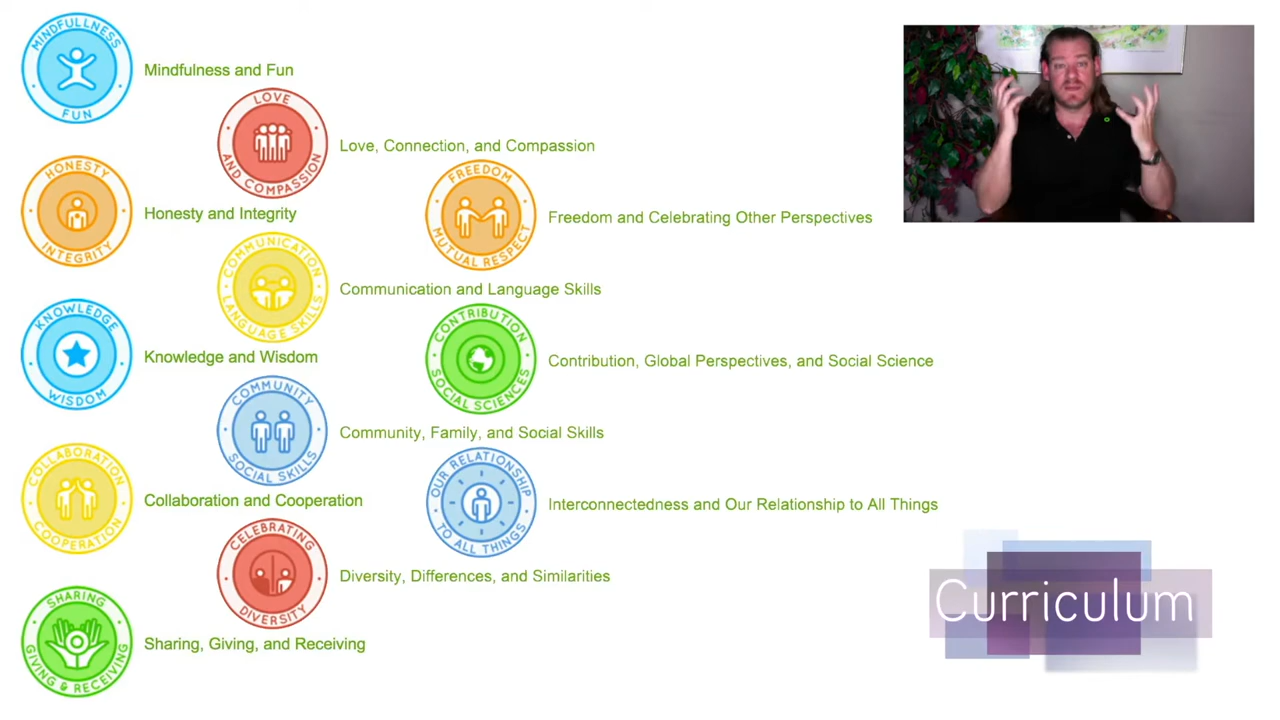 MINDFULLNESS
FUN
Mindfulness and Fun
LOVE
AND COMPASSION
Love, Connection, and Compassion
HONESTY
INTEGRITY
Honesty and Integrity
FREEDOM
MUTUAL RESPECT
Freedom and Celebrating Other Perspectives
COMMUNICATION
LANGUAGE SKILLS
Communication and Language Skills
KNOWLEDGE
WISDOM
Knowledge and Wisdom
CONTRIBUTION
SOCIAL SCIENCES
Contribution, Global Perspectives, and Social Science
COMMUNITY
SOCIAL SKILLS
Community, Family, and Social Skills
COLLABORATION
COOPERATION
Collaboration and Cooperation
OUR RELATIONSHIP
TO ALL THINGS
Interconnectedness and Our Relationship to All Things
CELEBRATING
DIVERSITY
Diversity, Differences, and Similarities
SHARING
GIVING & RECEIVING
Sharing, Giving, and Receiving
Curriculum